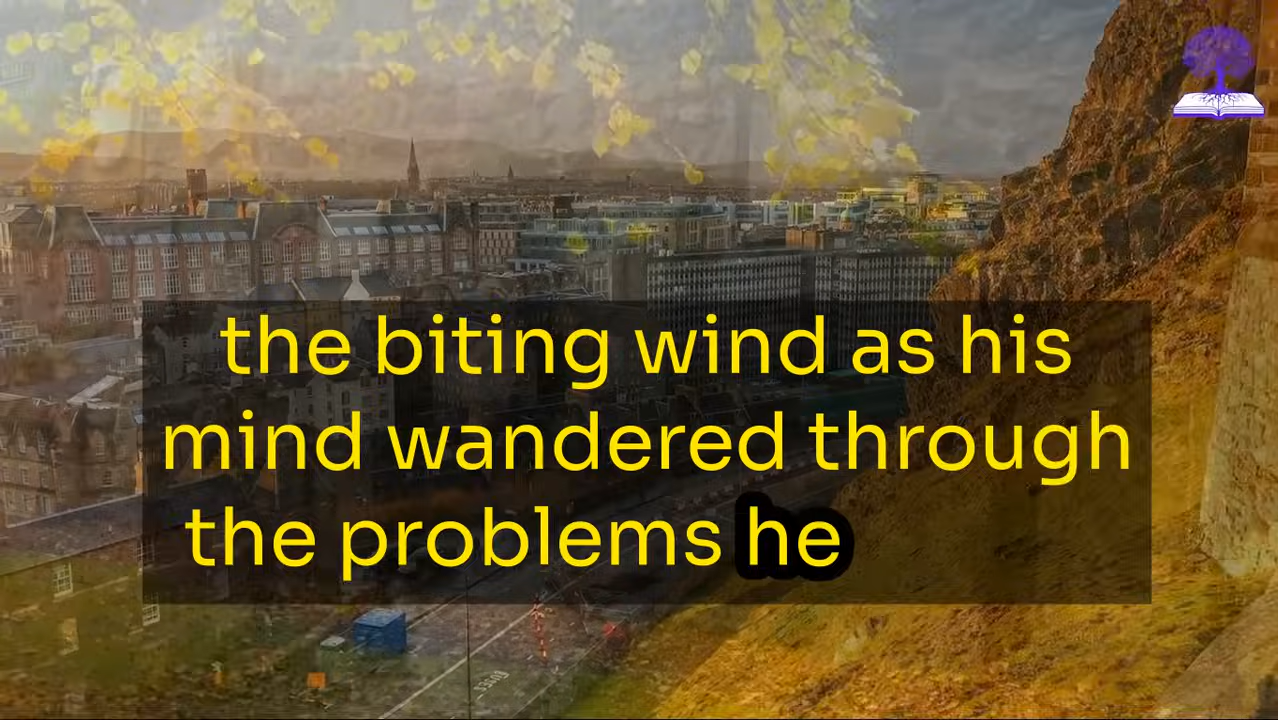 the biting wind as his
mind wandered through
the problems he